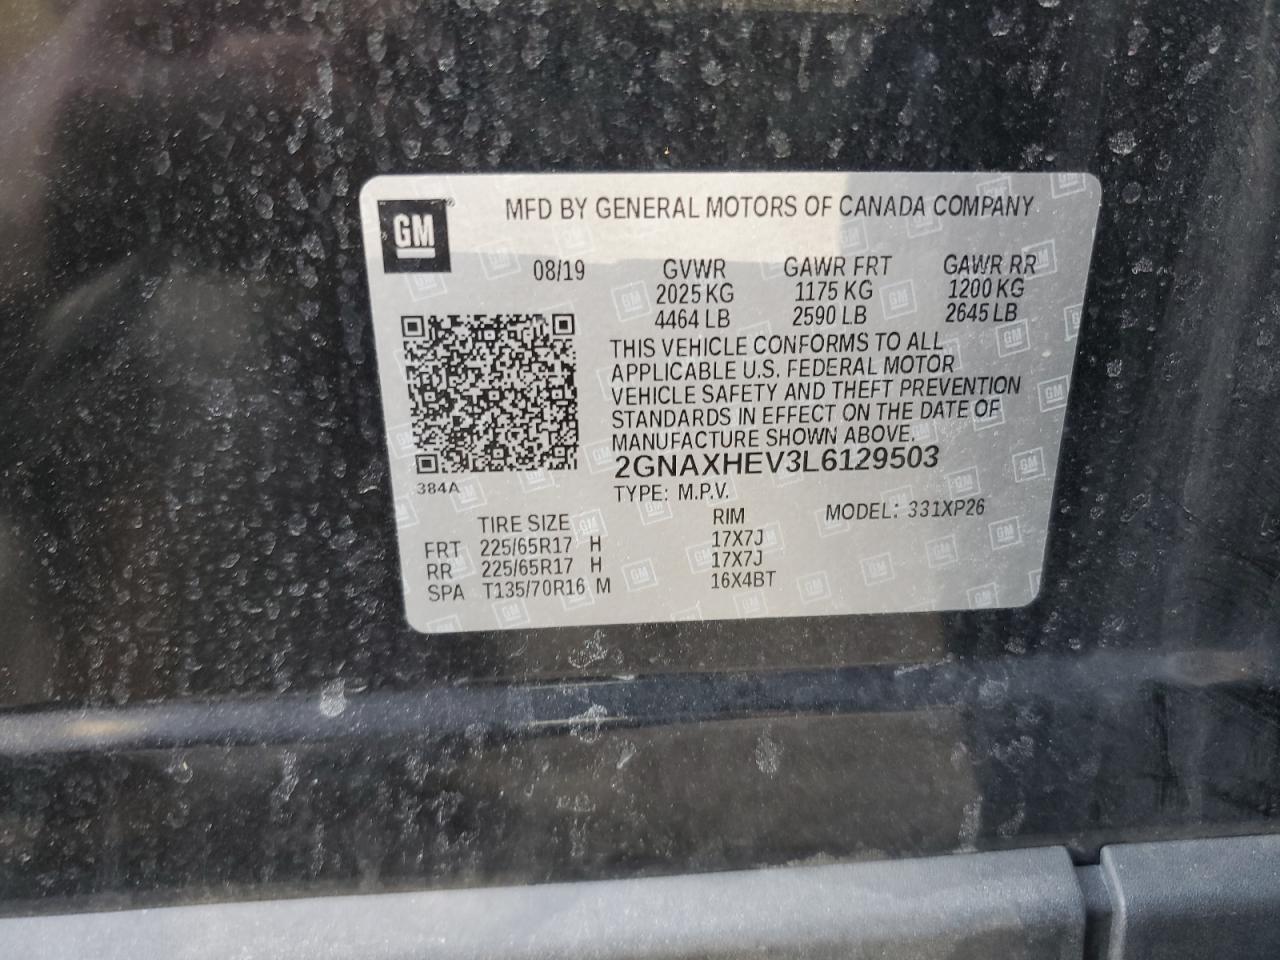 GM
MFD BY GENERAL MOTORS OF CANADA COMPANY
08/19 GVWR GAWR FRT GAWR RR
2025 KG 1175 KG 1200 KG
4464 LB 2590 LB 2645 LB
THIS VEHICLE CONFORMS TO ALL
APPLICABLE U.S. FEDERAL MOTOR
VEHICLE SAFETY AND THEFT PREVENTION
STANDARDS IN EFFECT ON THE DATE OF
MANUFACTURE SHOWN ABOVE.
2GNAXHEV3L6129503
384A
TYPE: M.P.V.
MODEL: 331XP26
TIRE SIZE RIM
FRT 225/65R17 H 17X7J
RR 225/65R17 H 17X7J
SPA T135/70R16 M 16X4BT